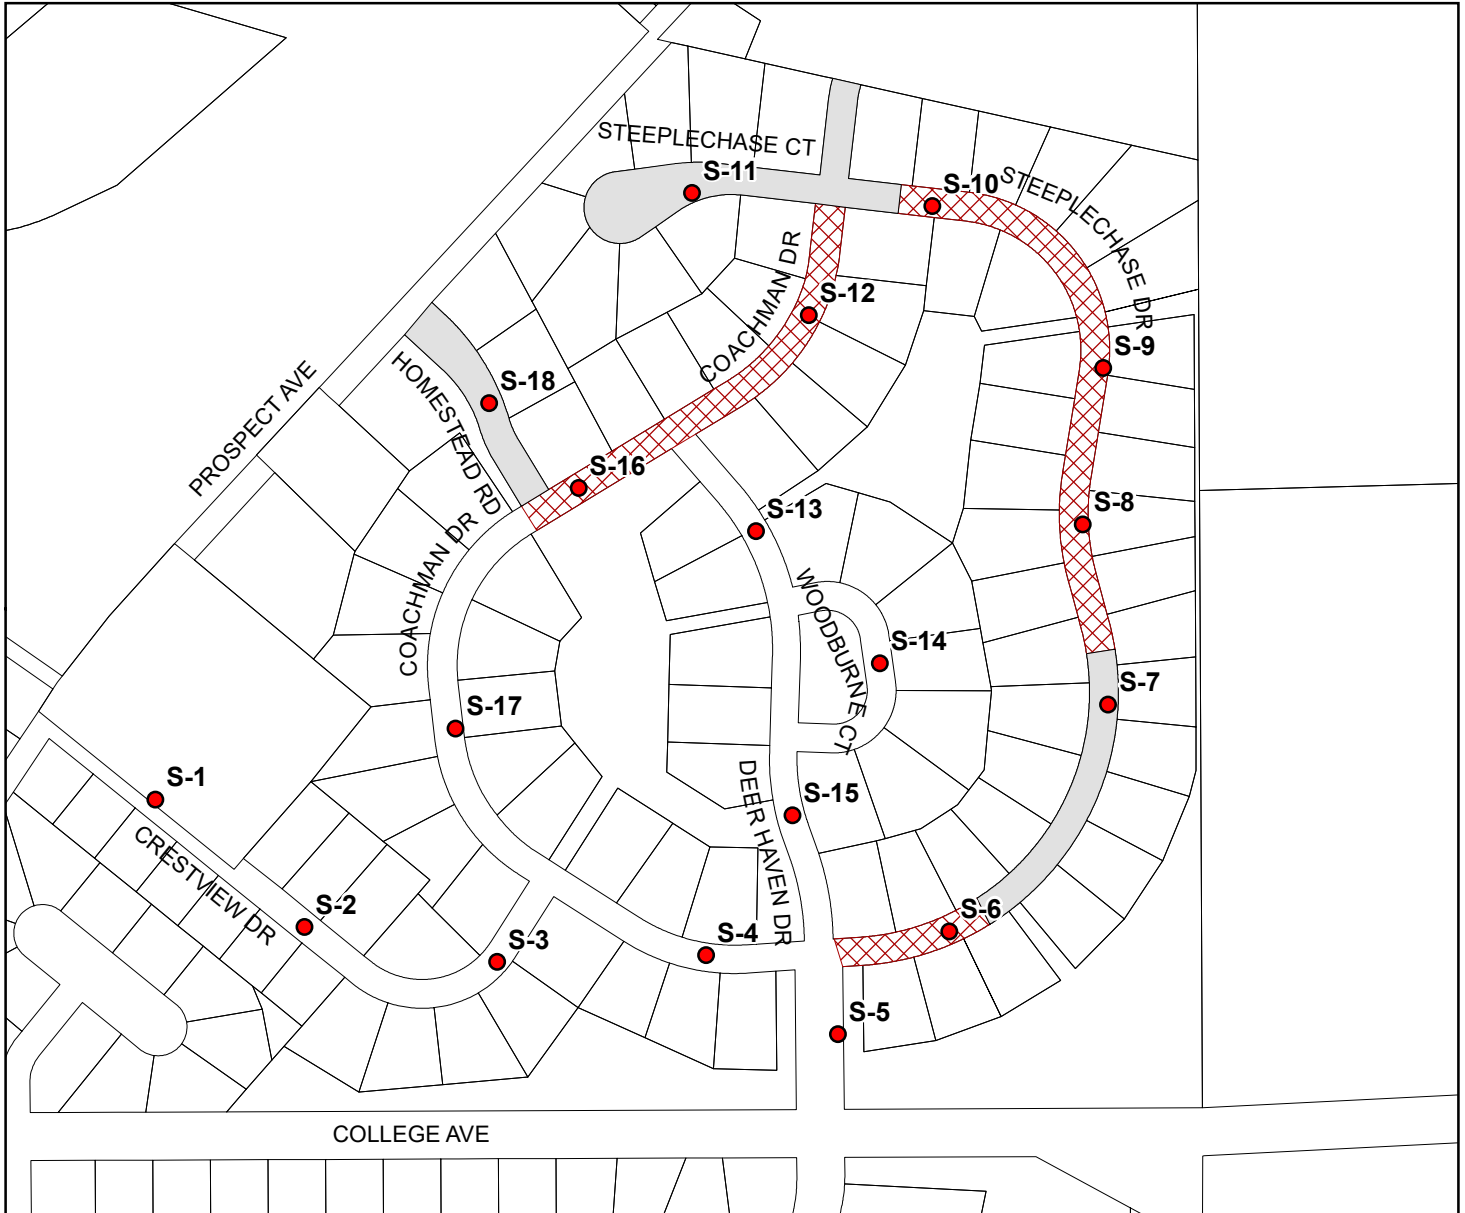 STEEPLECHASE CT
S-11
S-10
STEEPLECHASE DR
COACHMAN DR
S-12
S-9
PROSPECT AVE
HOMESTEAD RD
S-18
S-16
S-13
S-8
COACHMAN DR
WOODBURNE CT
S-14
S-7
S-17
S-1
DEER HAVEN DR
S-15
CRESTVIEW DR
S-2
S-3
S-4
S-6
S-5
COLLEGE AVE